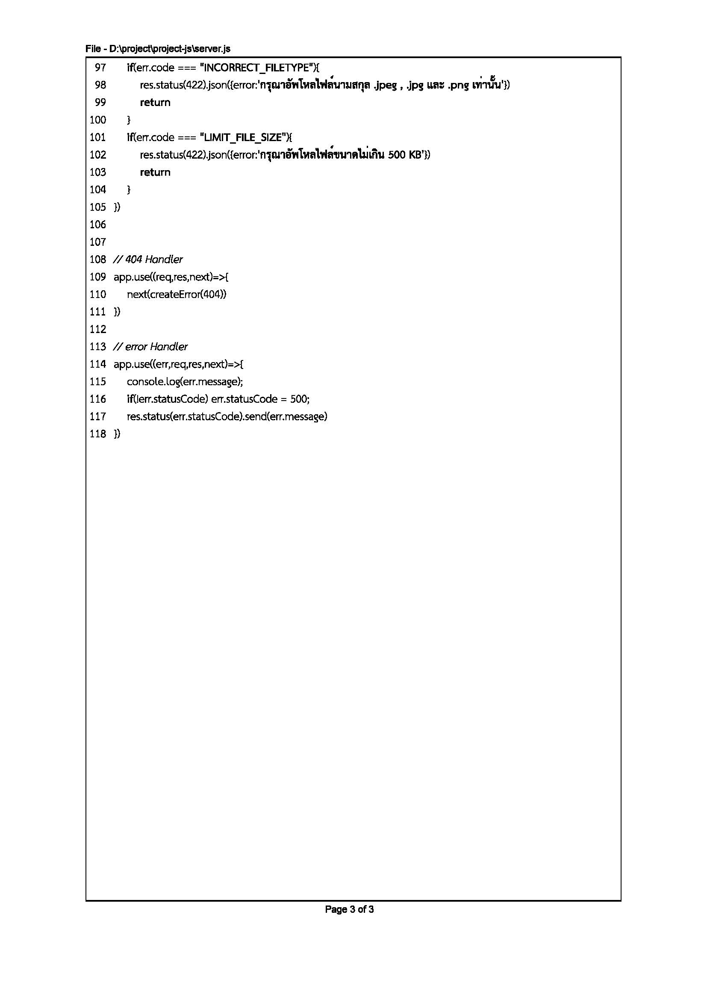 File - D:\project\project-js\server.js
97 if(err.code === "INCORRECT_FILETYPE"){
98 res.status(422).json({error:'กรุณาอัพโหลไฟล์นามสกุล .jpeg , .jpg และ .png เท่านั้น'})
99 return
100 }
101 if(err.code === "LIMIT_FILE_SIZE"){
102 res.status(422).json({error:'กรุณาอัพโหลไฟล์ขนาดไม่เกิน 500 KB'})
103 return
104 }
105 })
106
107
108 // 404 Handler
109 app.use((req,res,next)=>{
110 next(createError(404))
111 })
112
113 // error Handler
114 app.use((err,req,res,next)=>{
115 console.log(err.message);
116 if(!err.statusCode) err.statusCode = 500;
117 res.status(err.statusCode).send(err.message)
118 })
Page 3 of 3